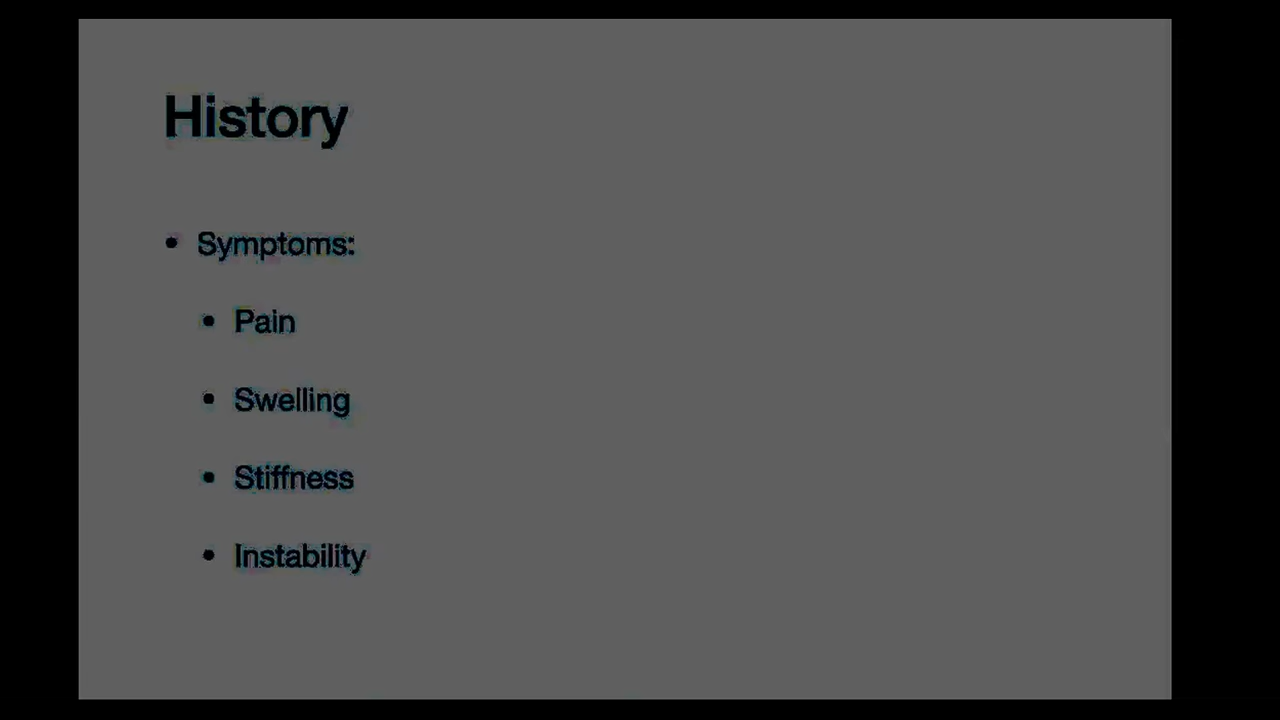 History
• Symptoms:
• Pain
• Swelling
• Stiffness
• Instability